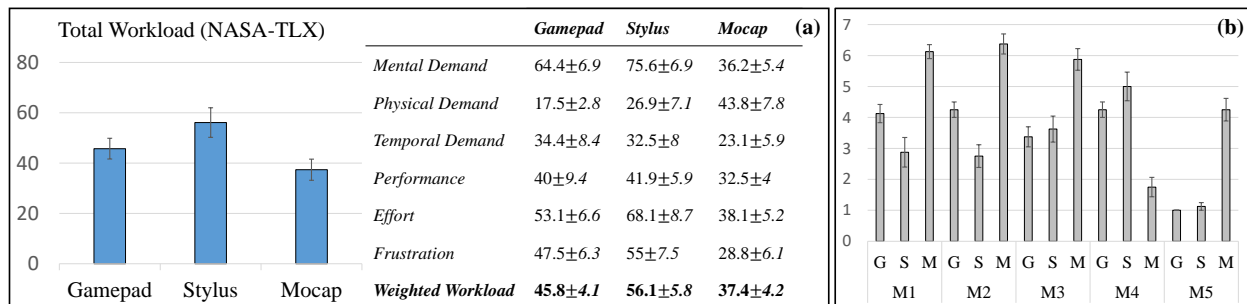 Total Workload (NASA-TLX)
80
60
40
20
0
Gamepad Stylus Mocap
Gamepad Stylus Mocap (a)
Mental Demand 64.4±6.9 75.6±6.9 36.2±5.4
Physical Demand 17.5±2.8 26.9±7.1 43.8±7.8
Temporal Demand 34.4±8.4 32.5±8 23.1±5.9
Performance 40±9.4 41.9±5.9 32.5±4
Effort 53.1±6.6 68.1±8.7 38.1±5.2
Frustration 47.5±6.3 55±7.5 28.8±6.1
Weighted Workload 45.8±4.1 56.1±5.8 37.4±4.2
(b)
7
6
5
4
3
2
1
0
G S M G S M G S M G S M G S M
M1 M2 M3 M4 M5